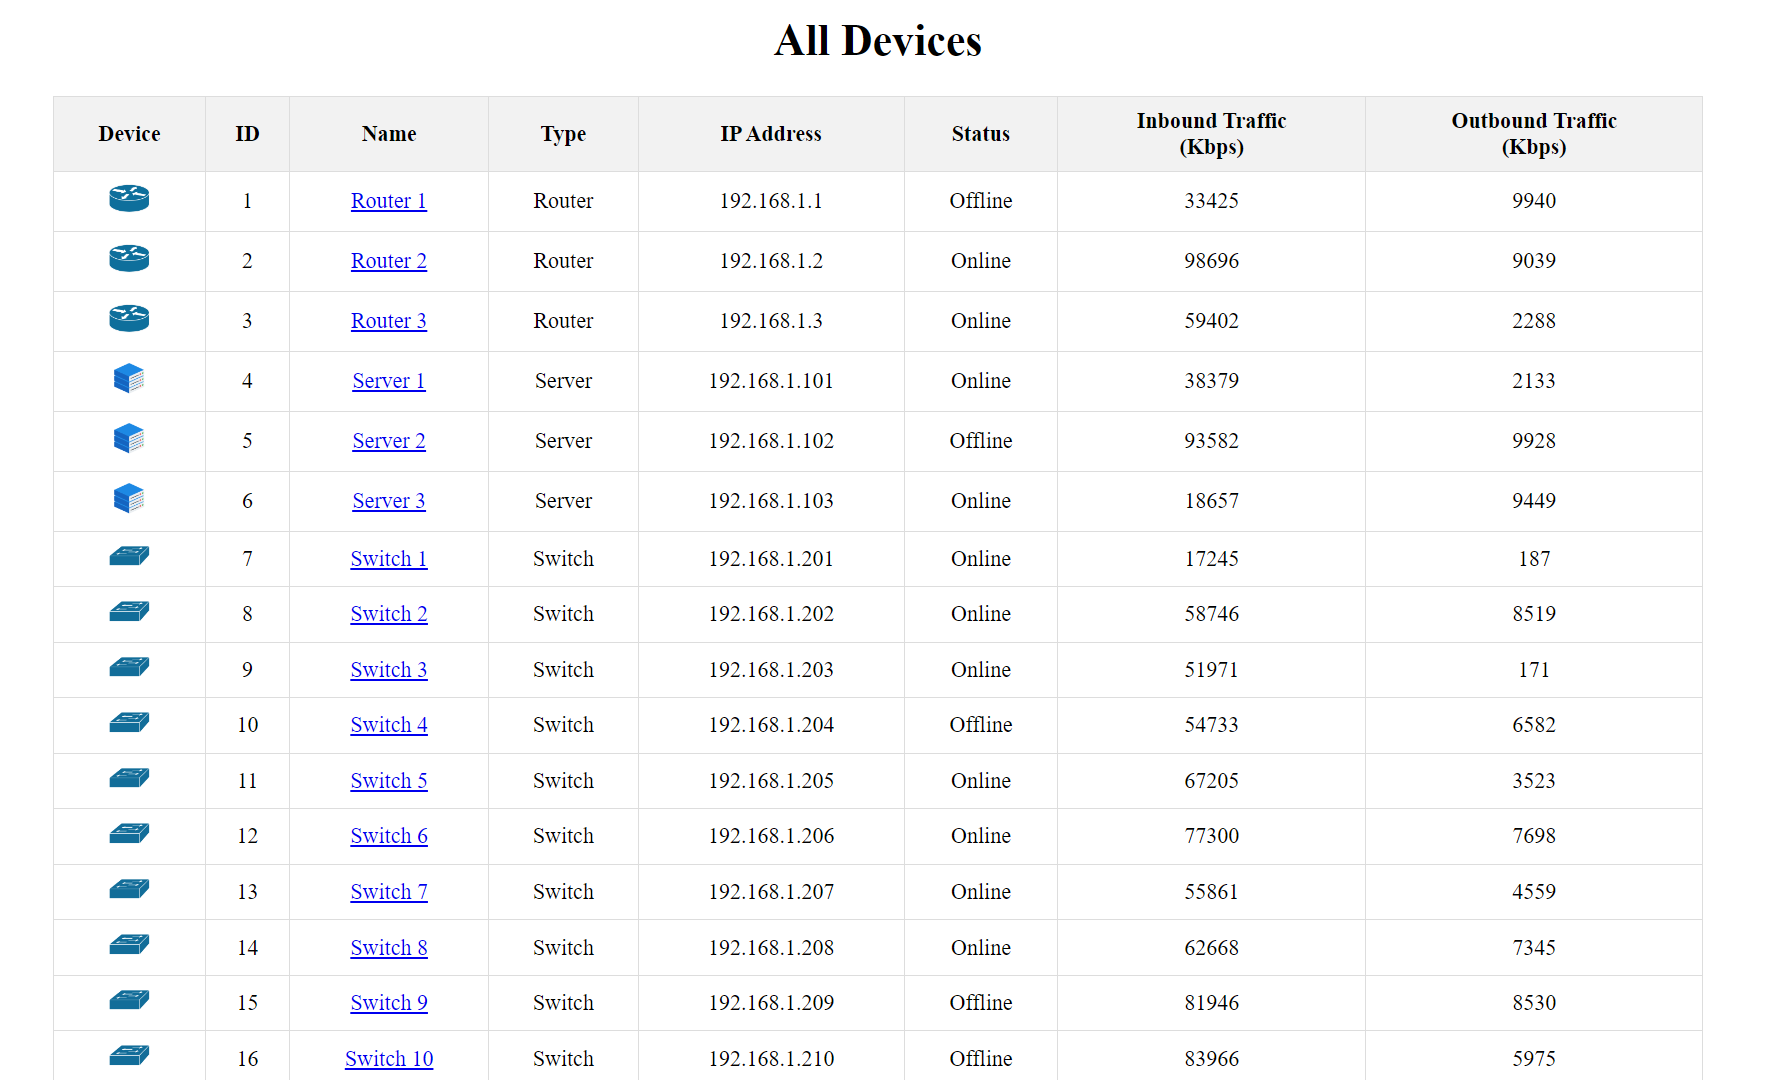 All Devices
Device ID Name Type IP Address Status Inbound Traffic (Kbps) Outbound Traffic (Kbps)
1 Router 1 Router 192.168.1.1 Offline 33425 9940
2 Router 2 Router 192.168.1.2 Online 98696 9039
3 Router 3 Router 192.168.1.3 Online 59402 2288
4 Server 1 Server 192.168.1.101 Online 38379 2133
5 Server 2 Server 192.168.1.102 Offline 93582 9928
6 Server 3 Server 192.168.1.103 Online 18657 9449
7 Switch 1 Switch 192.168.1.201 Online 17245 187
8 Switch 2 Switch 192.168.1.202 Online 58746 8519
9 Switch 3 Switch 192.168.1.203 Online 51971 171
10 Switch 4 Switch 192.168.1.204 Offline 54733 6582
11 Switch 5 Switch 192.168.1.205 Online 67205 3523
12 Switch 6 Switch 192.168.1.206 Online 77300 7698
13 Switch 7 Switch 192.168.1.207 Online 55861 4559
14 Switch 8 Switch 192.168.1.208 Online 62668 7345
15 Switch 9 Switch 192.168.1.209 Offline 81946 8530
16 Switch 10 Switch 192.168.1.210 Offline 83966 5975